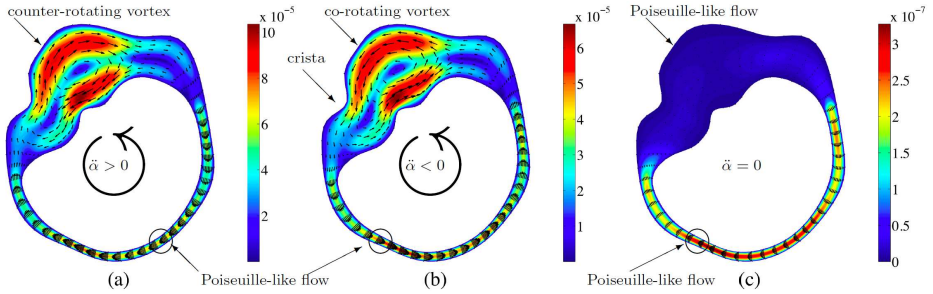 counter-rotating vortex
x 10⁻⁵
10
8
6
4
2
α̈ > 0
(a)
co-rotating vortex
crista
x 10⁻⁵
6
5
4
3
2
1
α̈ < 0
Poiseuille-like flow
(b)
Poiseuille-like flow
x 10⁻⁷
3
2.5
2
1.5
1
0.5
0
α̈ = 0
Poiseuille-like flow
(c)